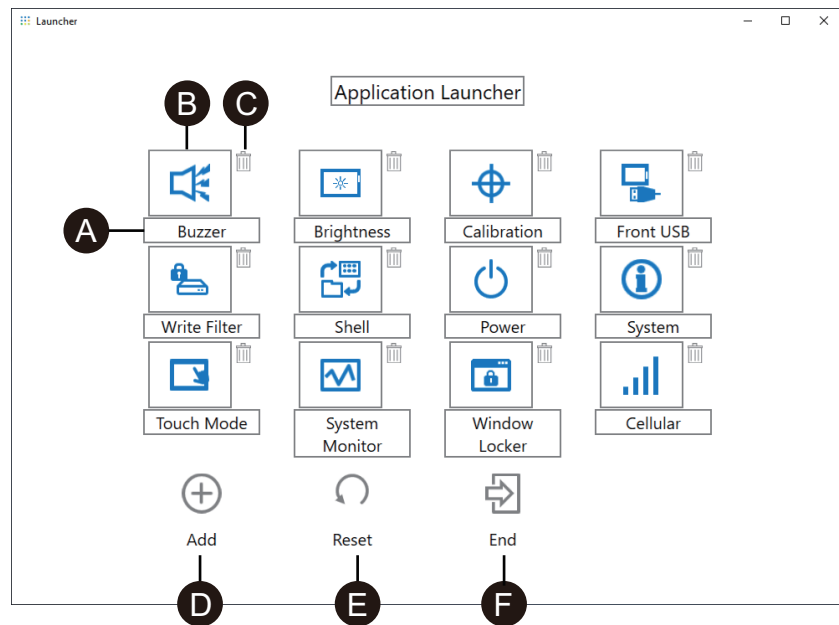 Launcher
Application Launcher
B
C
A
Buzzer
Brightness
Calibration
Front USB
Write Filter
Shell
Power
System
Touch Mode
System
Monitor
Window
Locker
Cellular
Add
Reset
End
D
E
F